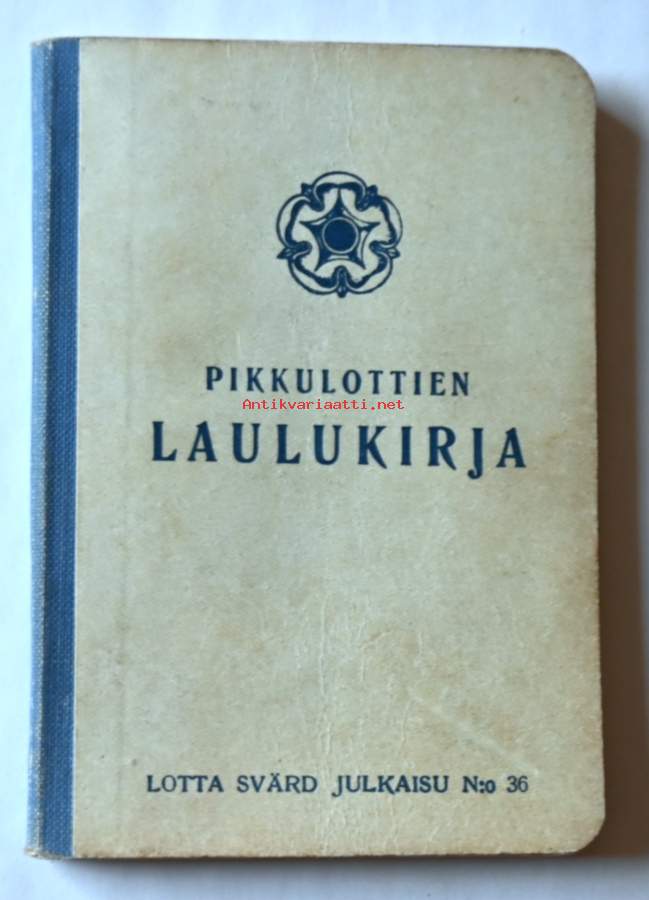 PIKKULOTTIEN
Antikvariaatti.net
LAULUKIRJA
LOTTA SVÄRD JULKAISU N:o 36